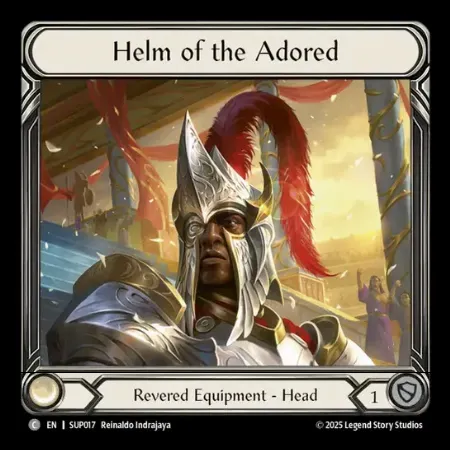 Helm of the Adored
Revered Equipment - Head
1
C EN | SUP017 Reinaldo Indrajaya © 2025 Legend Story Studios